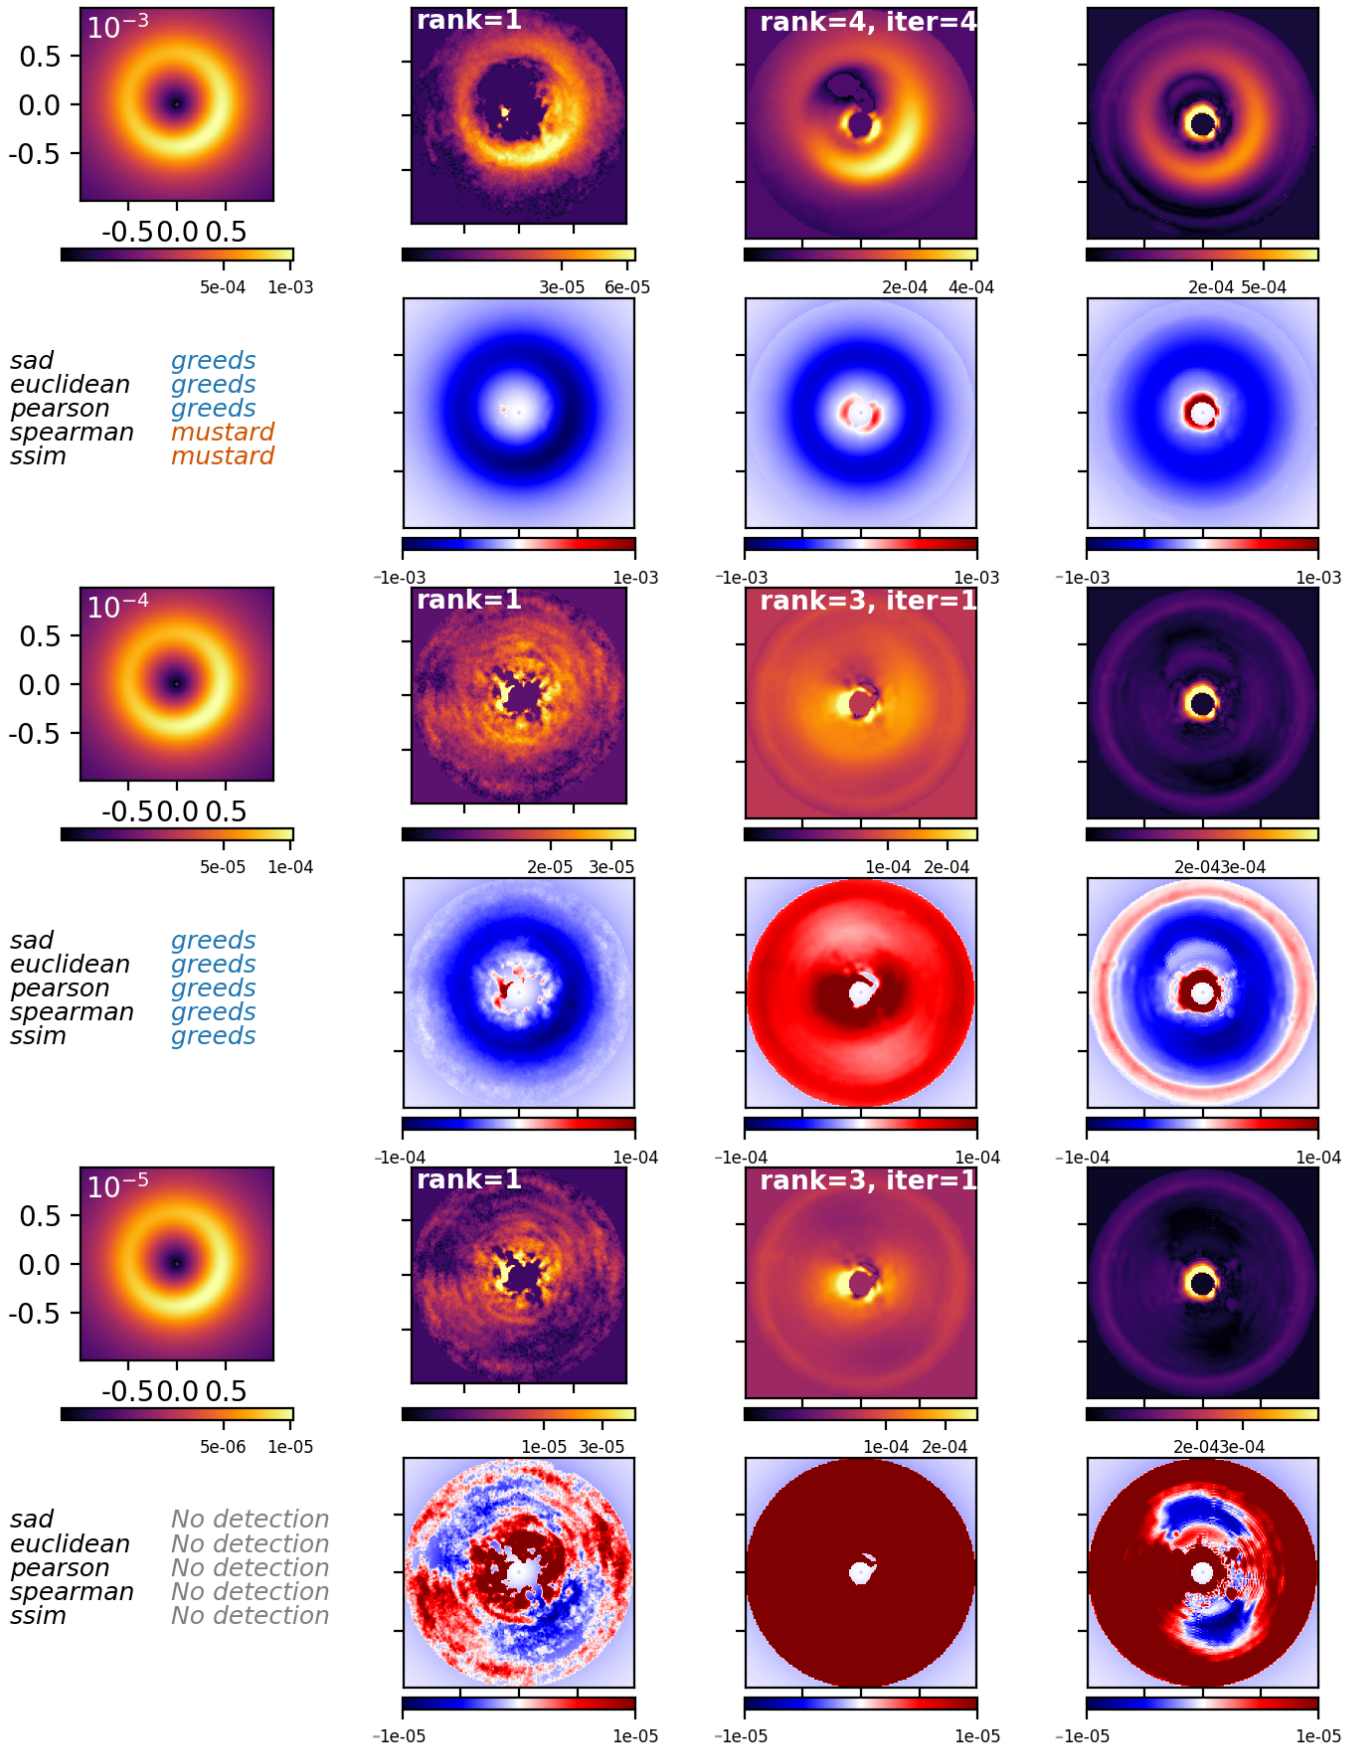 10⁻³
rank=1
rank=4, iter=4
0.5
0.0
-0.5
-0.5 0.0 0.5
5e-04 1e-03
3e-05 6e-05
2e-04 4e-04
2e-04 5e-04
sad greeds
euclidean greeds
pearson greeds
spearman mustard
ssim mustard
−1e-03 1e-03
−1e-03 1e-03
−1e-03 1e-03
10⁻⁴
rank=1
rank=3, iter=1
0.5
0.0
-0.5
-0.5 0.0 0.5
5e-05 1e-04
2e-05 3e-05
1e-04 2e-04
2e-043e-04
sad greeds
euclidean greeds
pearson greeds
spearman greeds
ssim greeds
−1e-04 1e-04
−1e-04 1e-04
−1e-04 1e-04
10⁻⁵
rank=1
rank=3, iter=1
0.5
0.0
-0.5
-0.5 0.0 0.5
5e-06 1e-05
1e-05 3e-05
1e-04 2e-04
2e-043e-04
sad No detection
euclidean No detection
pearson No detection
spearman No detection
ssim No detection
−1e-05 1e-05
−1e-05 1e-05
−1e-05 1e-05